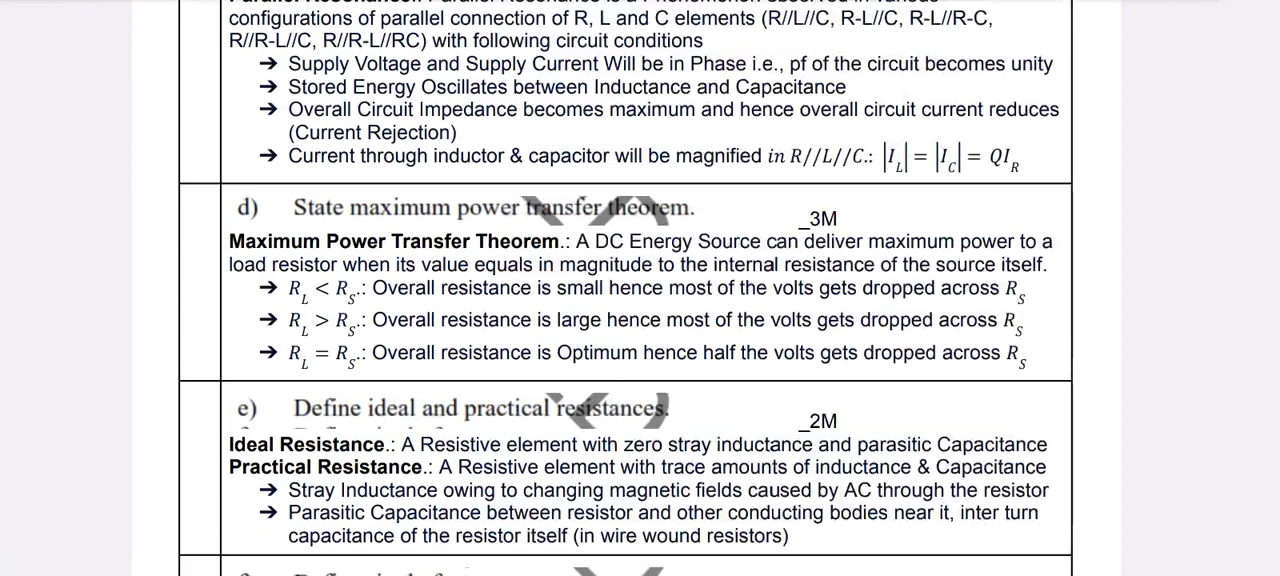 configurations of parallel connection of R, L and C elements (R//L//C, R-L//C, R-L//R-C,
R//R-L//C, R//R-L//RC) with following circuit conditions
➔ Supply Voltage and Supply Current Will be in Phase i.e., pf of the circuit becomes unity
➔ Stored Energy Oscillates between Inductance and Capacitance
➔ Overall Circuit Impedance becomes maximum and hence overall circuit current reduces
(Current Rejection)
➔ Current through inductor & capacitor will be magnified in R//L//C.: |I_L| = |I_C| = QI_R
d) State maximum power transfer theorem.
_3M
Maximum Power Transfer Theorem.: A DC Energy Source can deliver maximum power to a
load resistor when its value equals in magnitude to the internal resistance of the source itself.
➔ R_L < R_S.: Overall resistance is small hence most of the volts gets dropped across R_S
➔ R_L > R_S.: Overall resistance is large hence most of the volts gets dropped across R_S
➔ R_L = R_S.: Overall resistance is Optimum hence half the volts gets dropped across R_S
e) Define ideal and practical resistances.
_2M
Ideal Resistance.: A Resistive element with zero stray inductance and parasitic Capacitance
Practical Resistance.: A Resistive element with trace amounts of inductance & Capacitance
➔ Stray Inductance owing to changing magnetic fields caused by AC through the resistor
➔ Parasitic Capacitance between resistor and other conducting bodies near it, inter turn
capacitance of the resistor itself (in wire wound resistors)